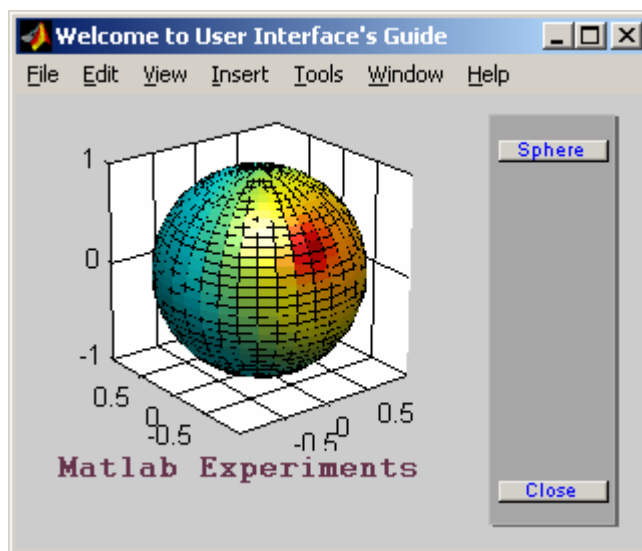 Welcome to User Interface's Guide
File Edit View Insert Tools Window Help
Sphere
1
0
-1
0.5
0
-0.5
-0.5
0
0.5
Matlab Experiments
Close